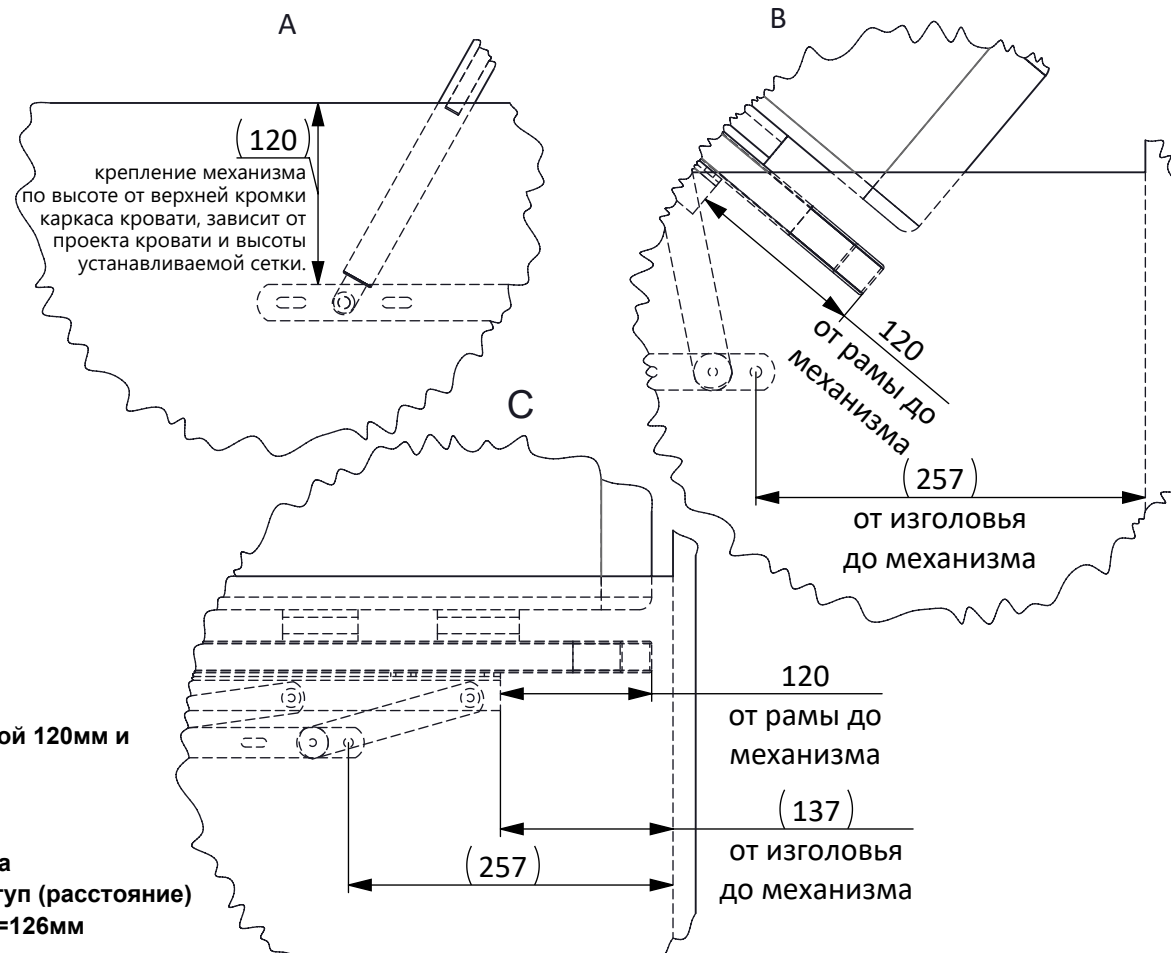 A
(120)
крепление механизма
по высоте от верхней кромки
каркаса кровати, зависит от
проекта кровати и высоты
устанавливаемой сетки.
B
120
от рамы до
механизма
(257)
от изголовья
до механизма
C
120
от рамы до
механизма
(137)
от изголовья
до механизма
(257)
ой 120мм и
а
туп (расстояние)
=126мм